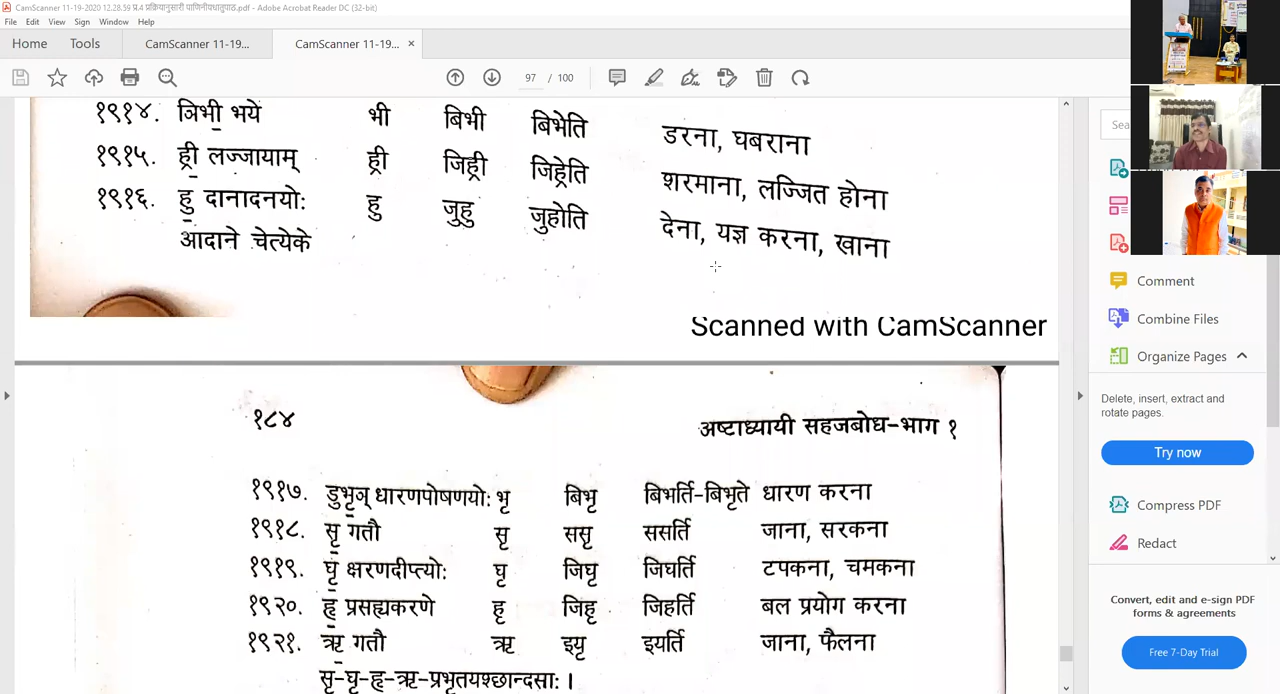 CamScanner 11-19-2020 12.28.59 प्र.4 प्रक्रियानुसारी पाणिनीयधातुपाठ.pdf - Adobe Acrobat Reader DC (32-bit)
File Edit View Sign Window Help
Home Tools CamScanner 11-19... CamScanner 11-19... ×
97 / 100
१९१४. ञिभी भये भी बिभी बिभेति डरना, घबराना
१९१५. ह्री लज्जायाम् ह्री जिह्री जिह्रेति शरमाना, लज्जित होना
१९१६. हु दानादनयो: हु जुहु जुहोति देना, यज्ञ करना, खाना
आदाने चेत्येके
Scanned with CamScanner
१८४ अष्टाध्यायी सहजबोध-भाग १
१९१७. डुभृञ् धारणपोषणयो: भृ बिभृ बिभर्ति-बिभृते धारण करना
१९१८. सृ गतौ सृ ससृ ससर्ति जाना, सरकना
१९१९. घृ क्षरणदीप्त्यो: घृ जिघृ जिघर्ति टपकना, चमकना
१९२०. हृ प्रसह्यकरणे हृ जिहृ जिहर्ति बल प्रयोग करना
१९२१. ऋ गतौ ऋ इयृ इयर्ति जाना, फैलना
सृ-घृ-हृ-ऋ-प्रभृतयश्छान्दसा: ।
Sea
Comment
Combine Files
Organize Pages
Delete, insert, extract and
rotate pages.
Try now
Compress PDF
Redact
Convert, edit and e-sign PDF
forms & agreements
Free 7-Day Trial